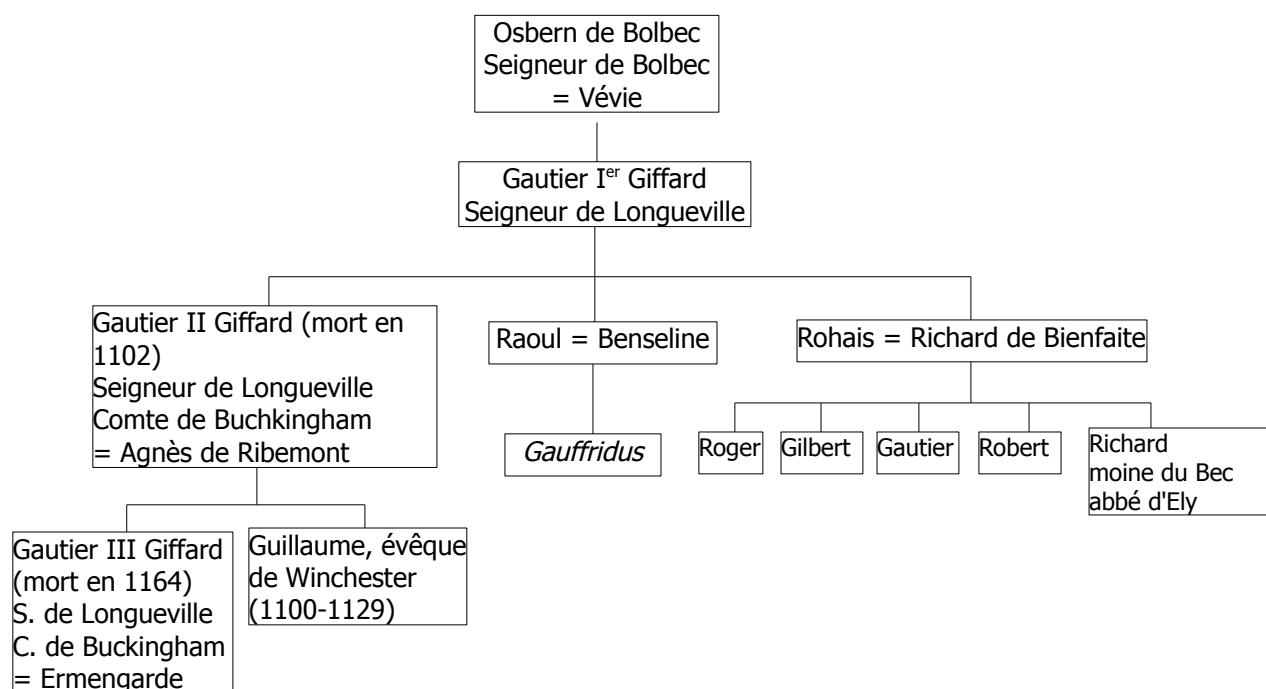 Osbern de Bolbec
Seigneur de Bolbec
= Vévie
Gautier Iᵉʳ Giffard
Seigneur de Longueville
Gautier II Giffard (mort en
1102)
Seigneur de Longueville
Comte de Buchkingham
= Agnès de Ribemont
Raoul = Benseline
Rohais = Richard de Bienfaite
Gauffridus
Roger
Gilbert
Gautier
Robert
Richard
moine du Bec
abbé d'Ely
Gautier III Giffard
(mort en 1164)
S. de Longueville
C. de Buckingham
= Ermengarde
Guillaume, évêque
de Winchester
(1100-1129)